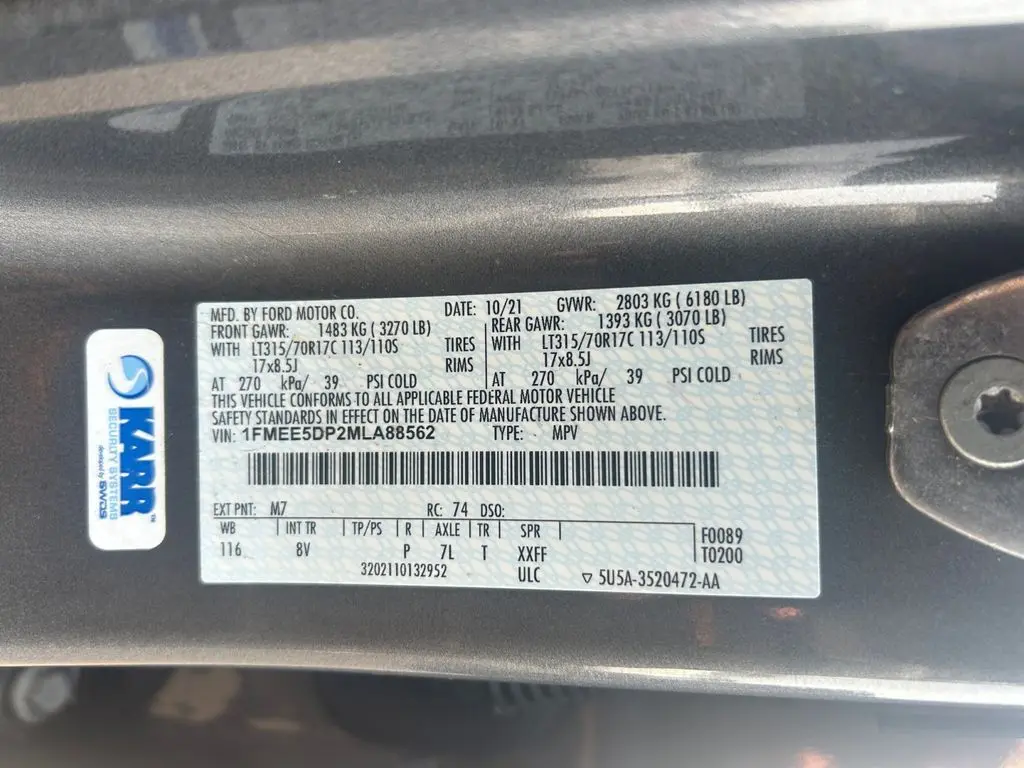 MFD. BY FORD MOTOR CO. DATE: 10/21 GVWR: 2803 KG ( 6180 LB)
FRONT GAWR: 1483 KG ( 3270 LB) REAR GAWR: 1393 KG ( 3070 LB)
WITH LT315/70R17C 113/110S TIRES WITH LT315/70R17C 113/110S TIRES
17x8.5J RIMS 17x8.5J RIMS
AT 270 kPa/ 39 PSI COLD AT 270 kPa/ 39 PSI COLD
THIS VEHICLE CONFORMS TO ALL APPLICABLE FEDERAL MOTOR VEHICLE
SAFETY STANDARDS IN EFFECT ON THE DATE OF MANUFACTURE SHOWN ABOVE.
VIN: 1FMEE5DP2MLA88562 TYPE: MPV
EXT PNT: M7 RC: 74 DSO:
WB INT TR TP/PS R AXLE TR SPR F0089
116 8V P 7L T XXFF T0200
3202110132952 ULC ▽ 5U5A-3520472-AA
KARR™
SECURITY SYSTEMS
developed by SWDS